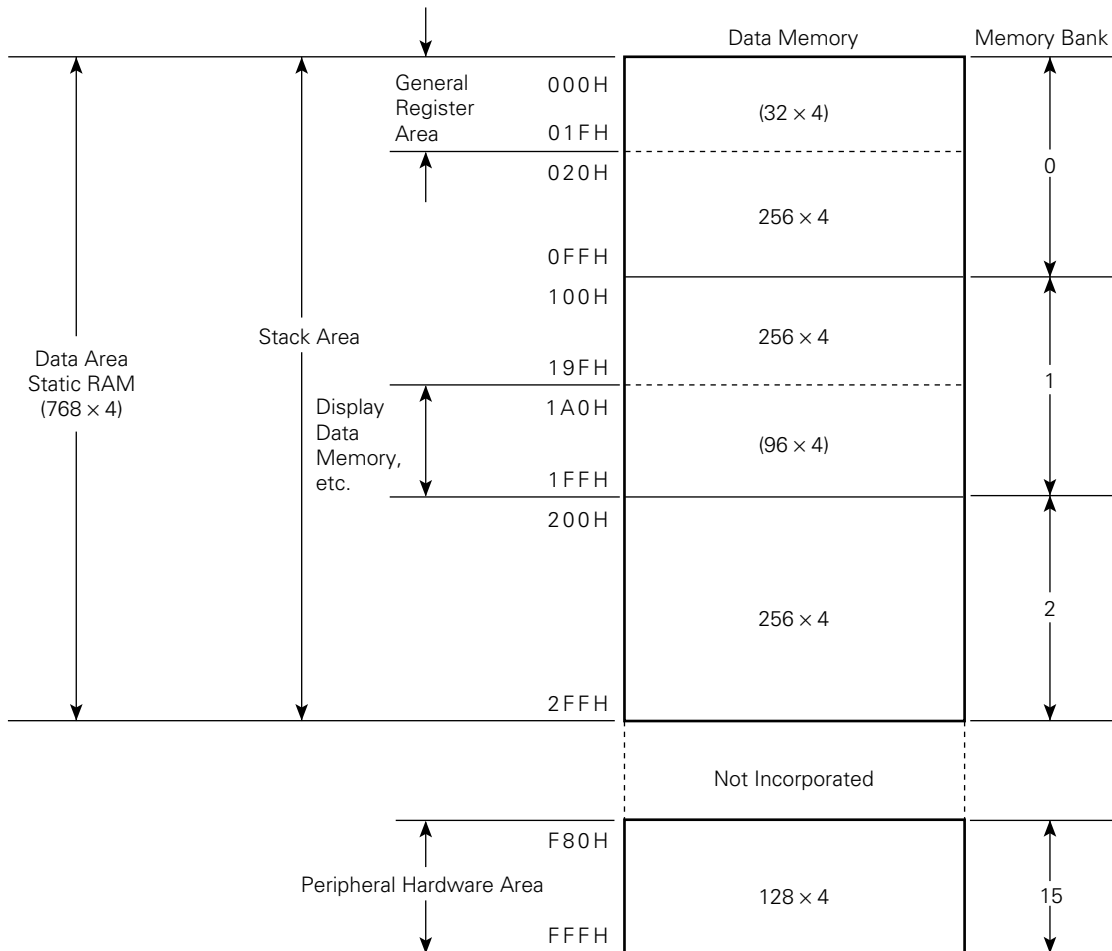 Data Memory
Memory Bank
General
Register
Area
000H
01FH
(32 × 4)
020H
0FFH
256 × 4
0
100H
19FH
256 × 4
1
Stack Area
Data Area
Static RAM
(768 × 4)
Display
Data
Memory,
etc.
1A0H
1FFH
(96 × 4)
200H
2FFH
256 × 4
2
Not Incorporated
Peripheral Hardware Area
F80H
FFFH
128 × 4
15